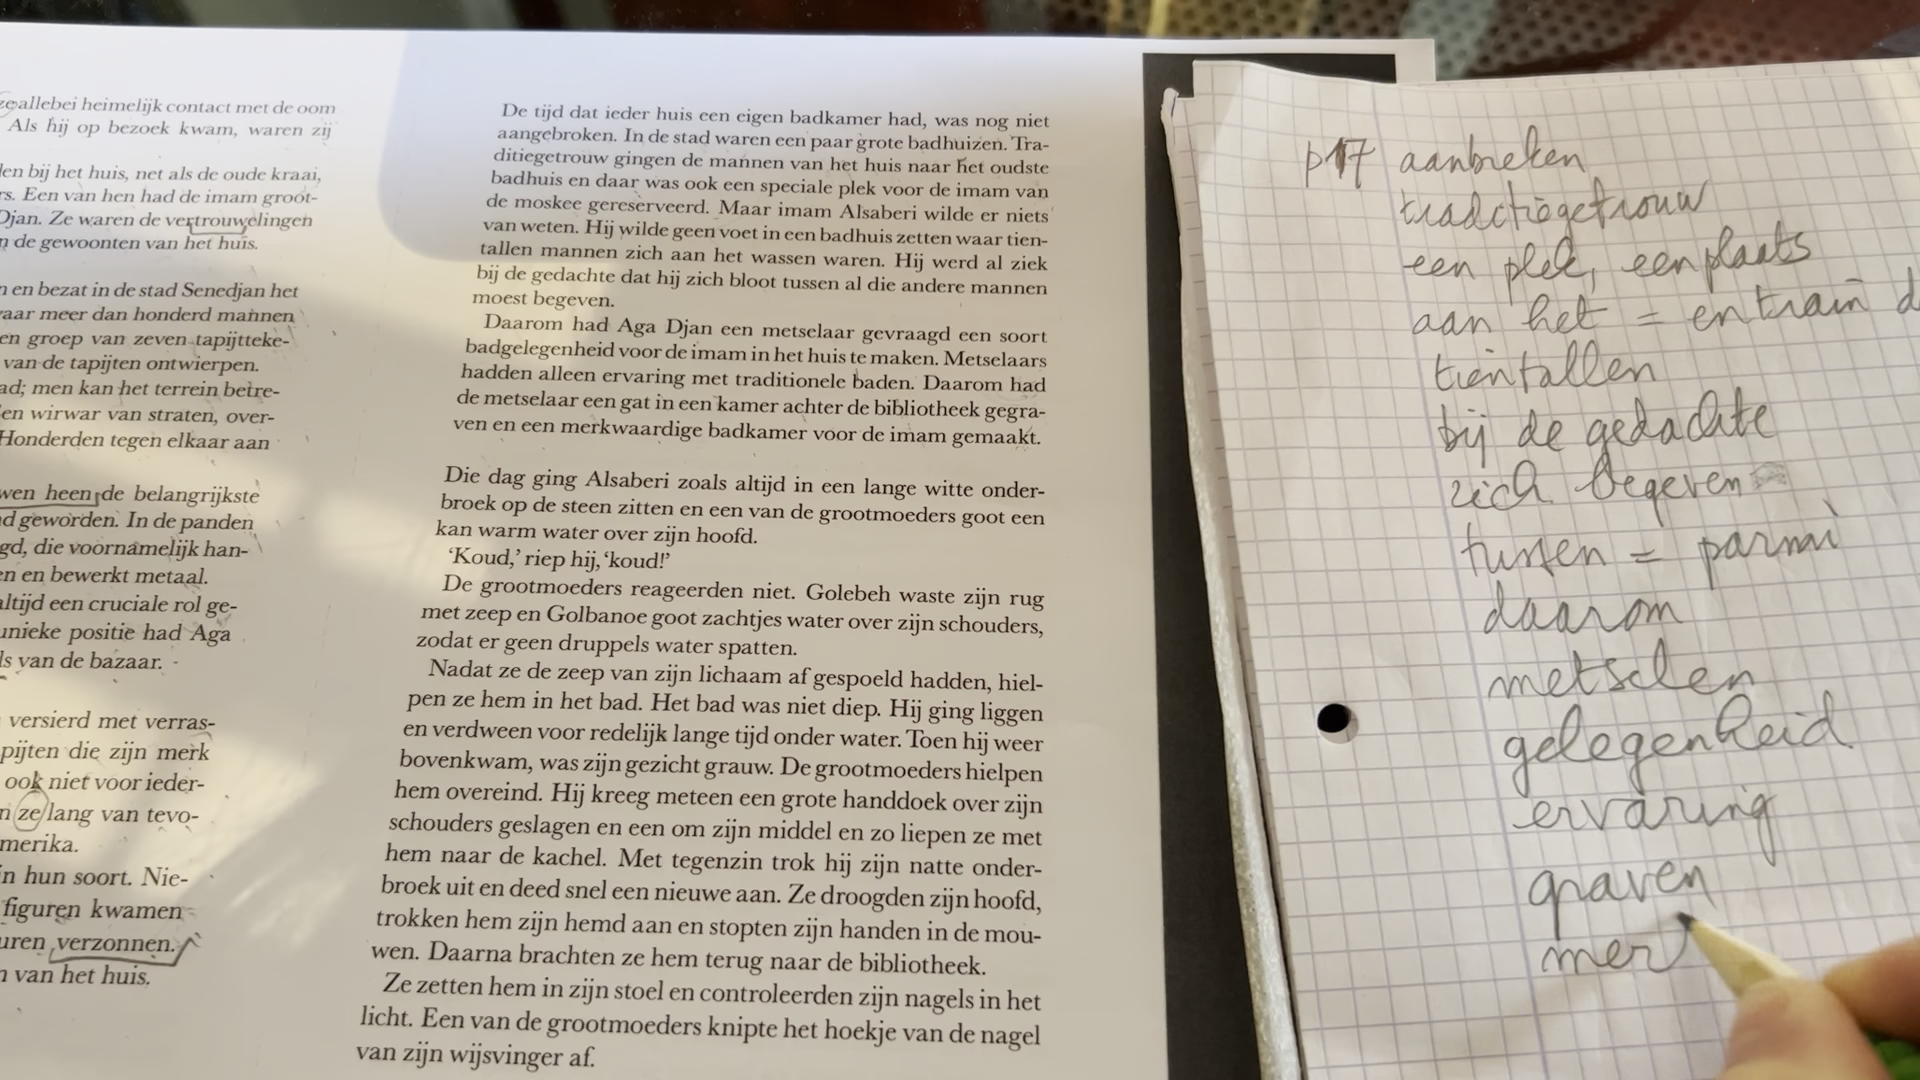 ze allebei heimelijk contact met de oom
Als hij op bezoek kwam, waren zij
bij het huis, net als de oude kraai,
Een van hen had de imam groot-
Djan. Ze waren de vertrouwelingen
de gewoonten van het huis.
en bezat in de stad Senedjan het
meer dan honderd mannen
en groep van zeven tapijtteke-
van de tapijten ontwierpen.
men kan het terrein betre-
en wirwar van straten, over-
Honderden tegen elkaar aan
heen de belangrijkste
geworden. In de panden
die voornamelijk han-
en bewerkt metaal.
altijd een cruciale rol ge-
unieke positie had Aga
van de bazaar.
versierd met verras-
pijten die zijn merk
ook niet voor ieder-
ze lang van tevo-
merika.
in hun soort. Nie-
figuren kwamen
verzonnen.
van het huis.
De tijd dat ieder huis een eigen badkamer had, was nog niet
aangebroken. In de stad waren een paar grote badhuizen. Tra-
ditiegetrouw gingen de mannen van het huis naar het oudste
badhuis en daar was ook een speciale plek voor de imam van
de moskee gereserveerd. Maar imam Alsaberi wilde er niets
van weten. Hij wilde geen voet in een badhuis zetten waar tien-
tallen mannen zich aan het wassen waren. Hij werd al ziek
bij de gedachte dat hij zich bloot tussen al die andere mannen
moest begeven.
Daarom had Aga Djan een metselaar gevraagd een soort
badgelegenheid voor de imam in het huis te maken. Metselaars
hadden alleen ervaring met traditionele baden. Daarom had
de metselaar een gat in een kamer achter de bibliotheek gegra-
ven en een merkwaardige badkamer voor de imam gemaakt.
Die dag ging Alsaberi zoals altijd in een lange witte onder-
broek op de steen zitten en een van de grootmoeders goot een
kan warm water over zijn hoofd.
‘Koud,’ riep hij, ‘koud!’
De grootmoeders reageerden niet. Golebeh waste zijn rug
met zeep en Golbanoe goot zachtjes water over zijn schouders,
zodat er geen druppels water spatten.
Nadat ze de zeep van zijn lichaam af gespoeld hadden, hiel-
pen ze hem in het bad. Het bad was niet diep. Hij ging liggen
en verdween voor redelijk lange tijd onder water. Toen hij weer
bovenkwam, was zijn gezicht grauw. De grootmoeders hielpen
hem overeind. Hij kreeg meteen een grote handdoek over zijn
schouders geslagen en een om zijn middel en zo liepen ze met
hem naar de kachel. Met tegenzin trok hij zijn natte onder-
broek uit en deed snel een nieuwe aan. Ze droogden zijn hoofd,
trokken hem zijn hemd aan en stopten zijn handen in de mou-
wen. Daarna brachten ze hem terug naar de bibliotheek.
Ze zetten hem in zijn stoel en controleerden zijn nagels in het
licht. Een van de grootmoeders knipte het hoekje van de nagel
van zijn wijsvinger af.
p17 aanbreken
tradctiegetrouw
een plek, een plaats
aan het = en train d
tientallen
bij de gedachte
zich begeven
tussen = parmi
daarom
metselen
gelegenheid
ervaring
graven
mer